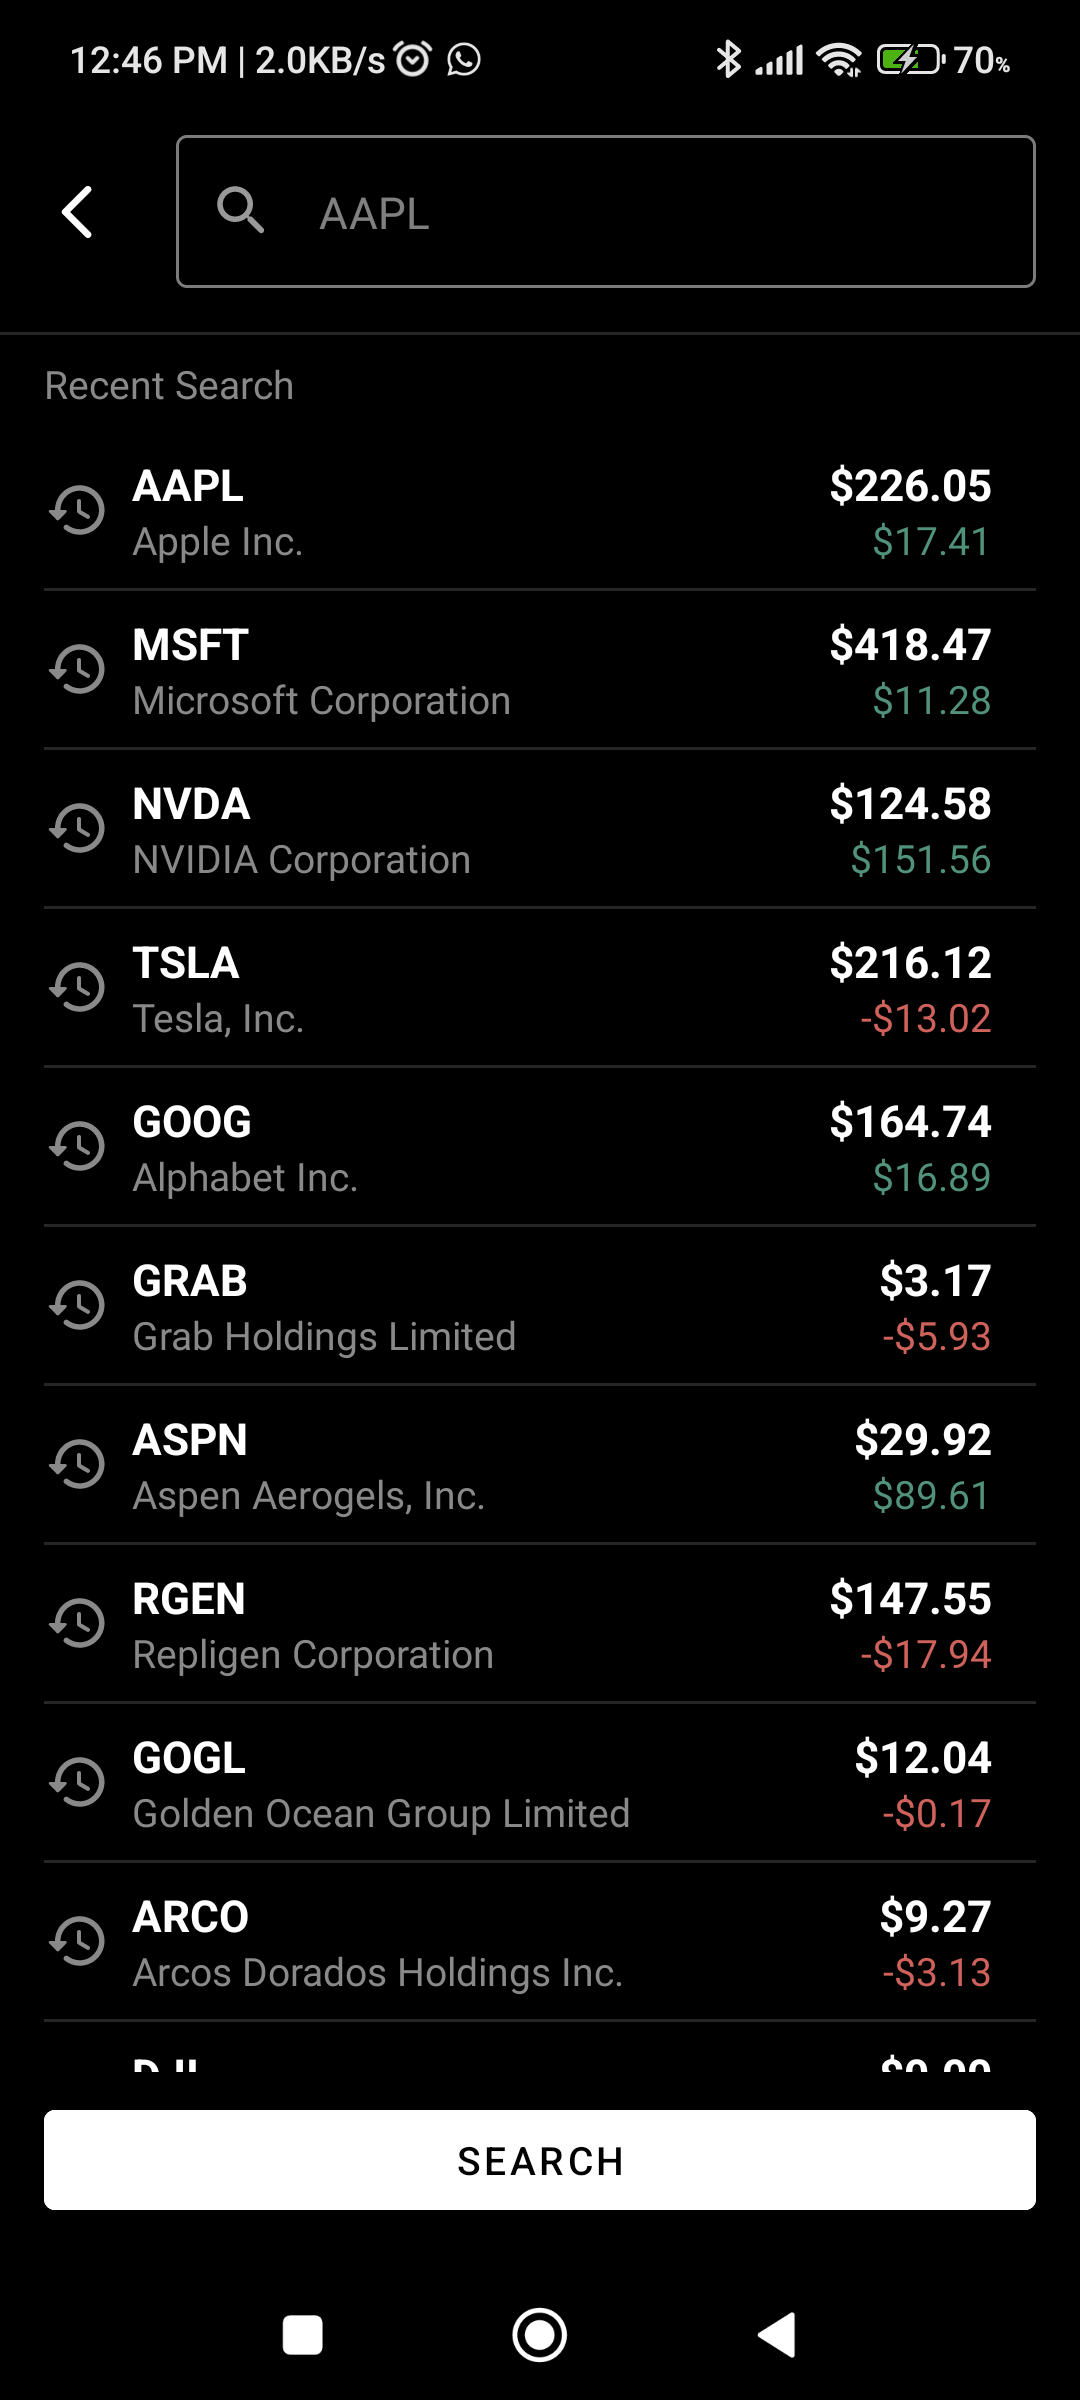 12:46 PM | 2.0KB/s 70%
AAPL
Recent Search
AAPL $226.05
Apple Inc. $17.41
MSFT $418.47
Microsoft Corporation $11.28
NVDA $124.58
NVIDIA Corporation $151.56
TSLA $216.12
Tesla, Inc. -$13.02
GOOG $164.74
Alphabet Inc. $16.89
GRAB $3.17
Grab Holdings Limited -$5.93
ASPN $29.92
Aspen Aerogels, Inc. $89.61
RGEN $147.55
Repligen Corporation -$17.94
GOGL $12.04
Golden Ocean Group Limited -$0.17
ARCO $9.27
Arcos Dorados Holdings Inc. -$3.13
SEARCH